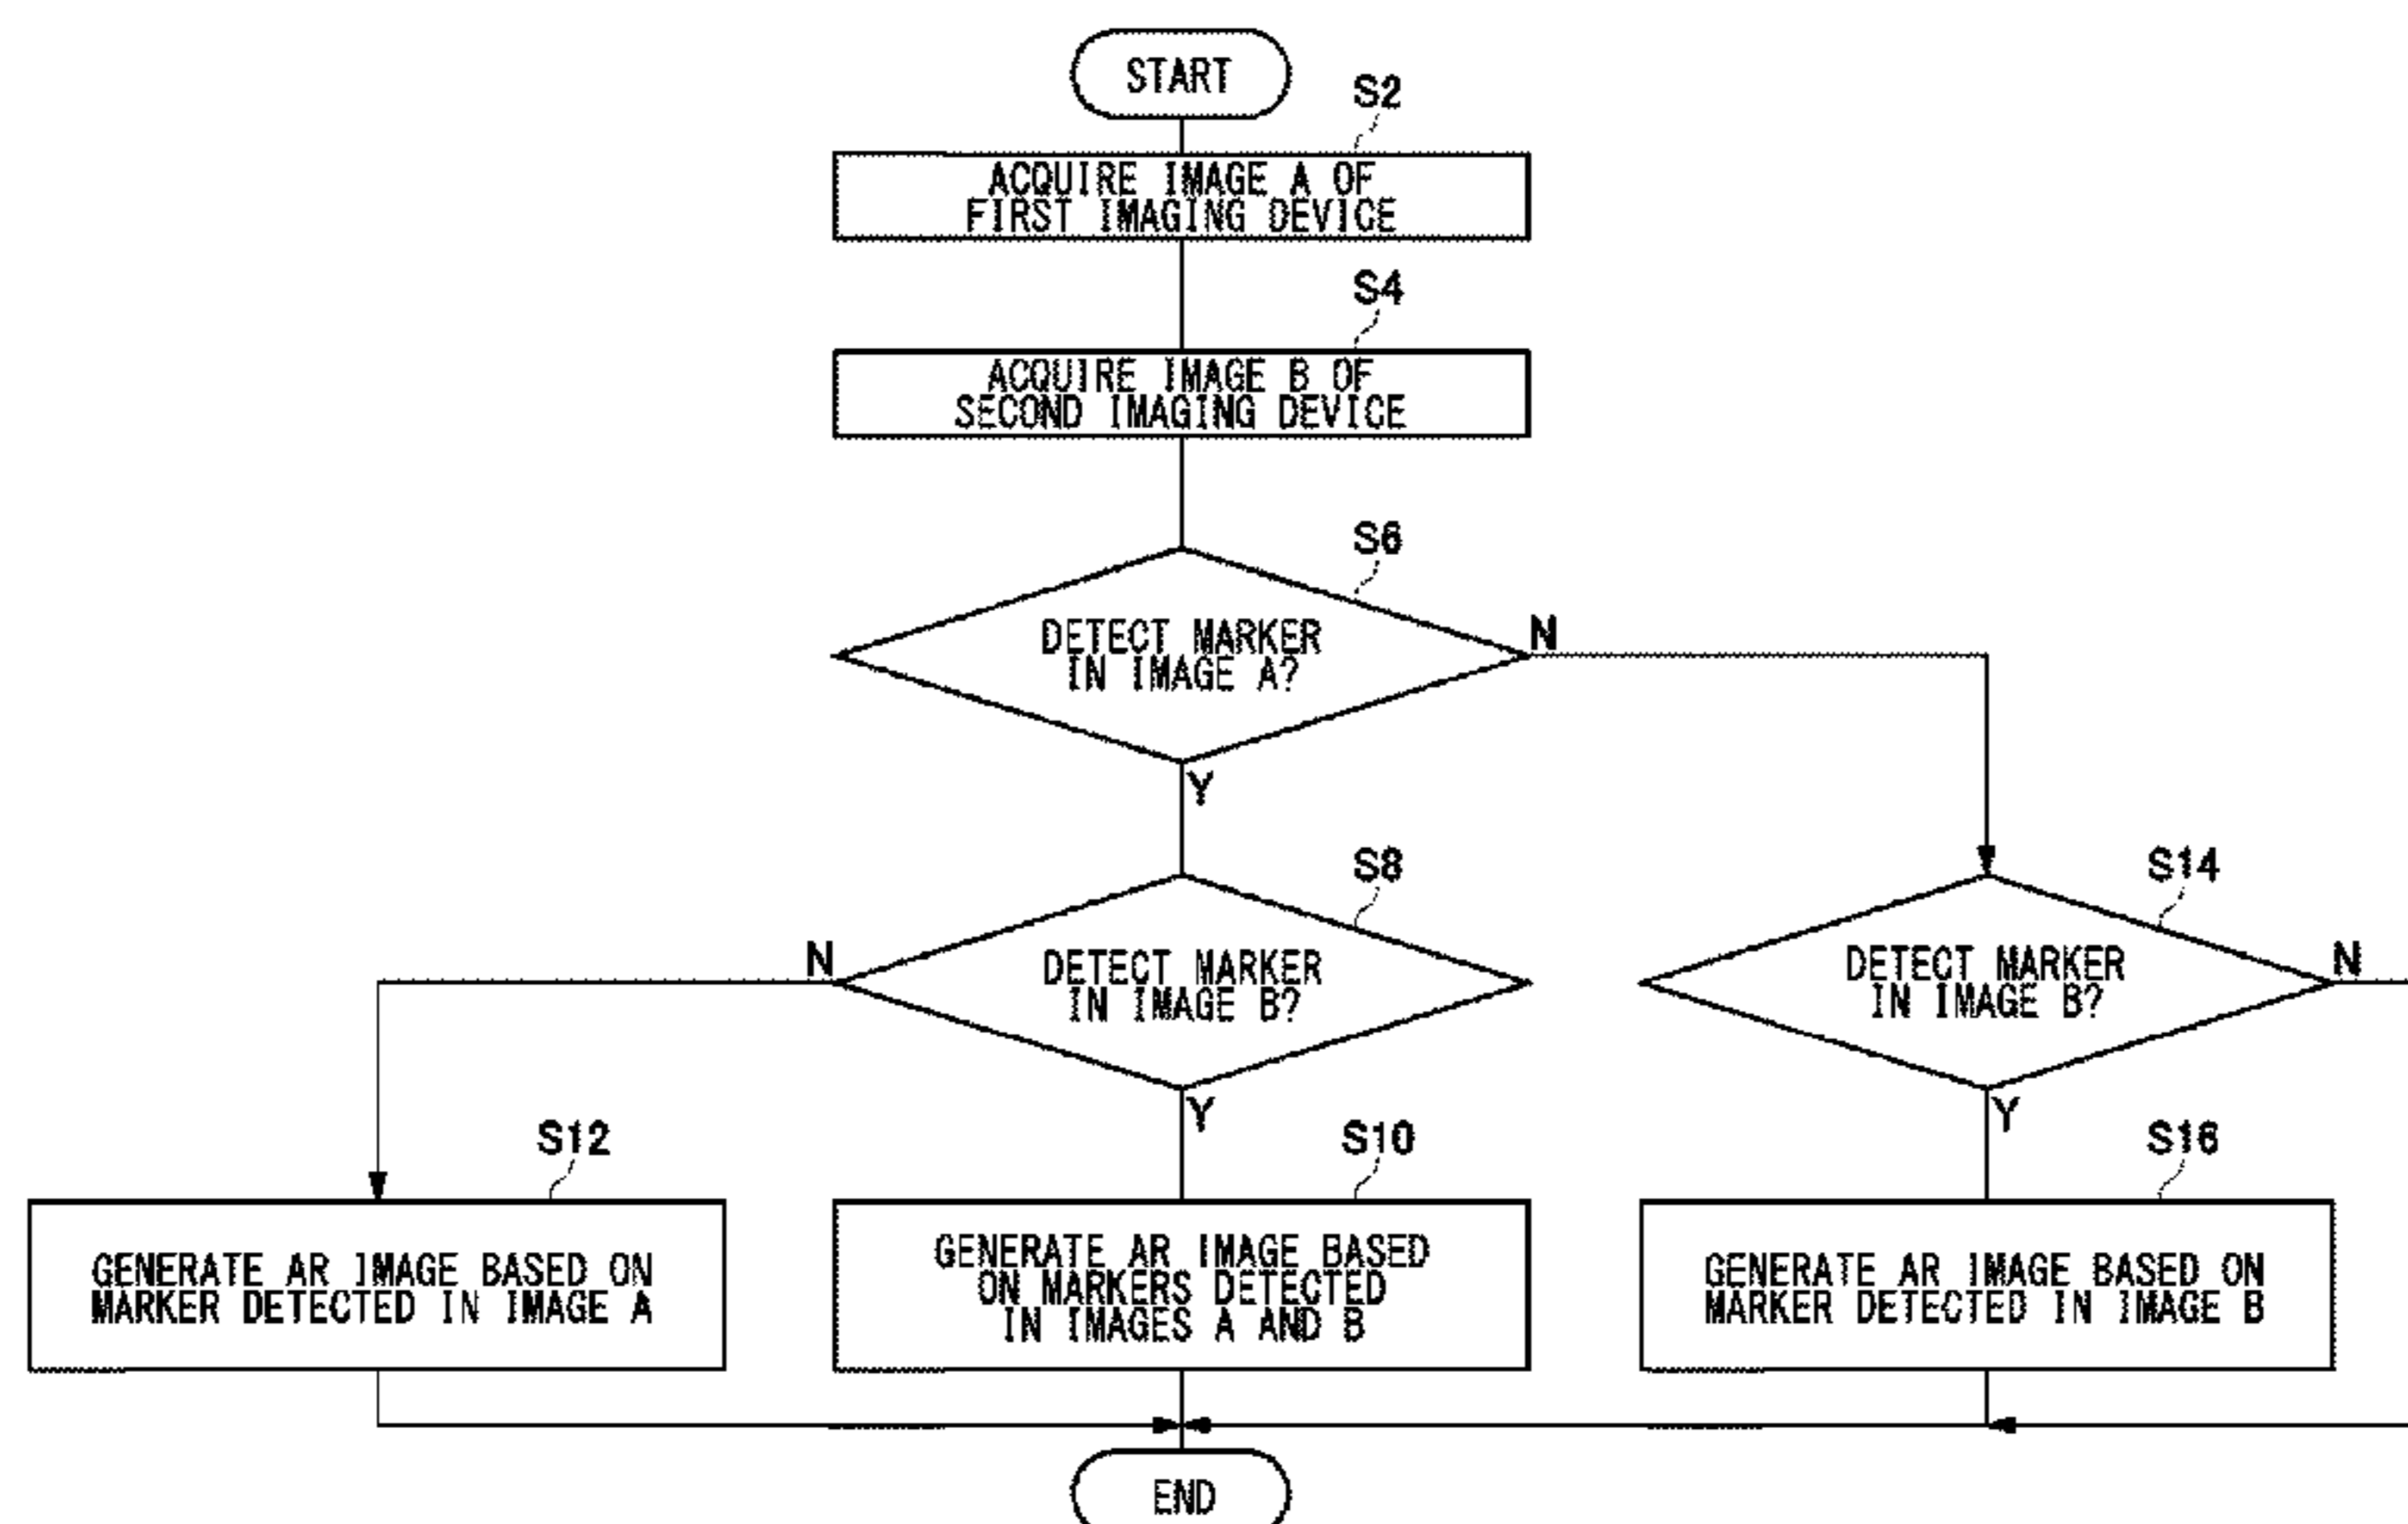 START
S2
ACQUIRE IMAGE A OF
FIRST IMAGING DEVICE
S4
ACQUIRE IMAGE B OF
SECOND IMAGING DEVICE
S6
DETECT MARKER
IN IMAGE A?
N
Y
S8
DETECT MARKER
IN IMAGE B?
N
Y
S14
DETECT MARKER
IN IMAGE B?
N
Y
S12
GENERATE AR IMAGE BASED ON
MARKER DETECTED IN IMAGE A
S10
GENERATE AR IMAGE BASED
ON MARKERS DETECTED
IN IMAGES A AND B
S16
GENERATE AR IMAGE BASED ON
MARKER DETECTED IN IMAGE B
END